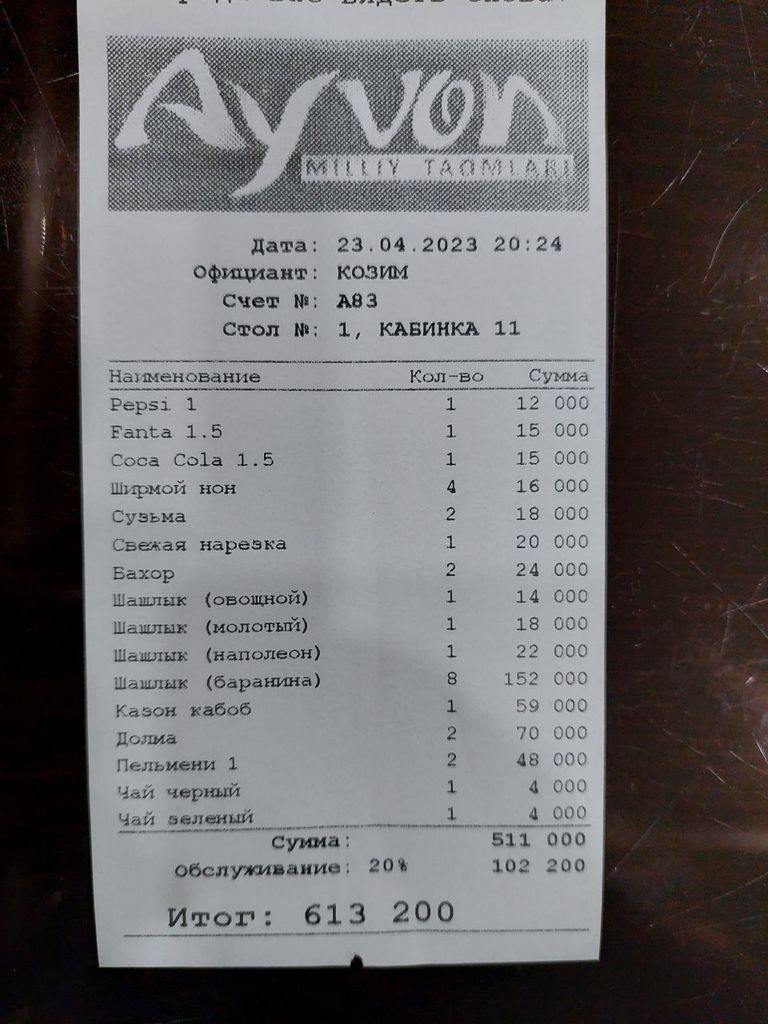 вас видеть снова!
Ayvon
MILLIY TAOMLARI
Дата: 23.04.2023 20:24
Официант: КОЗИМ
Счет №: A83
Стол №: 1, КАБИНКА 11
Наименование Кол-во Сумма
Pepsi 1 1 12 000
Fanta 1.5 1 15 000
Coca Cola 1.5 1 15 000
Ширмой нон 4 16 000
Сузьма 2 18 000
Свежая нарезка 1 20 000
Бахор 2 24 000
Шашлык (овощной) 1 14 000
Шашлык (молотый) 1 18 000
Шашлык (наполеон) 1 22 000
Шашлык (баранина) 8 152 000
Казон кабоб 1 59 000
Долма 2 70 000
Пельмени 1 2 48 000
Чай черный 1 4 000
Чай зеленый 1 4 000
Сумма: 511 000
Обслуживание: 20% 102 200
Итог: 613 200